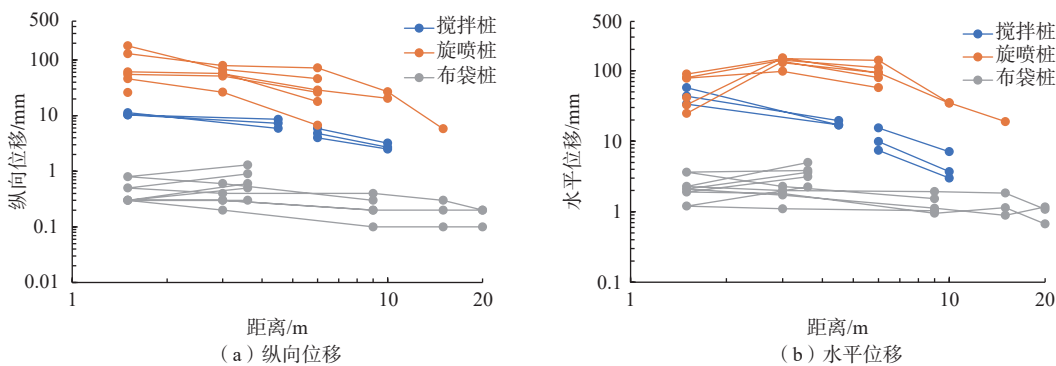 500
100
10
1
0.1
0.01
纵向位移/mm
搅拌桩
旋喷桩
布袋桩
1
10
20
距离/m
（a）纵向位移
500
100
10
1
0.1
水平位移/mm
搅拌桩
旋喷桩
布袋桩
1
10
20
距离/m
（b）水平位移